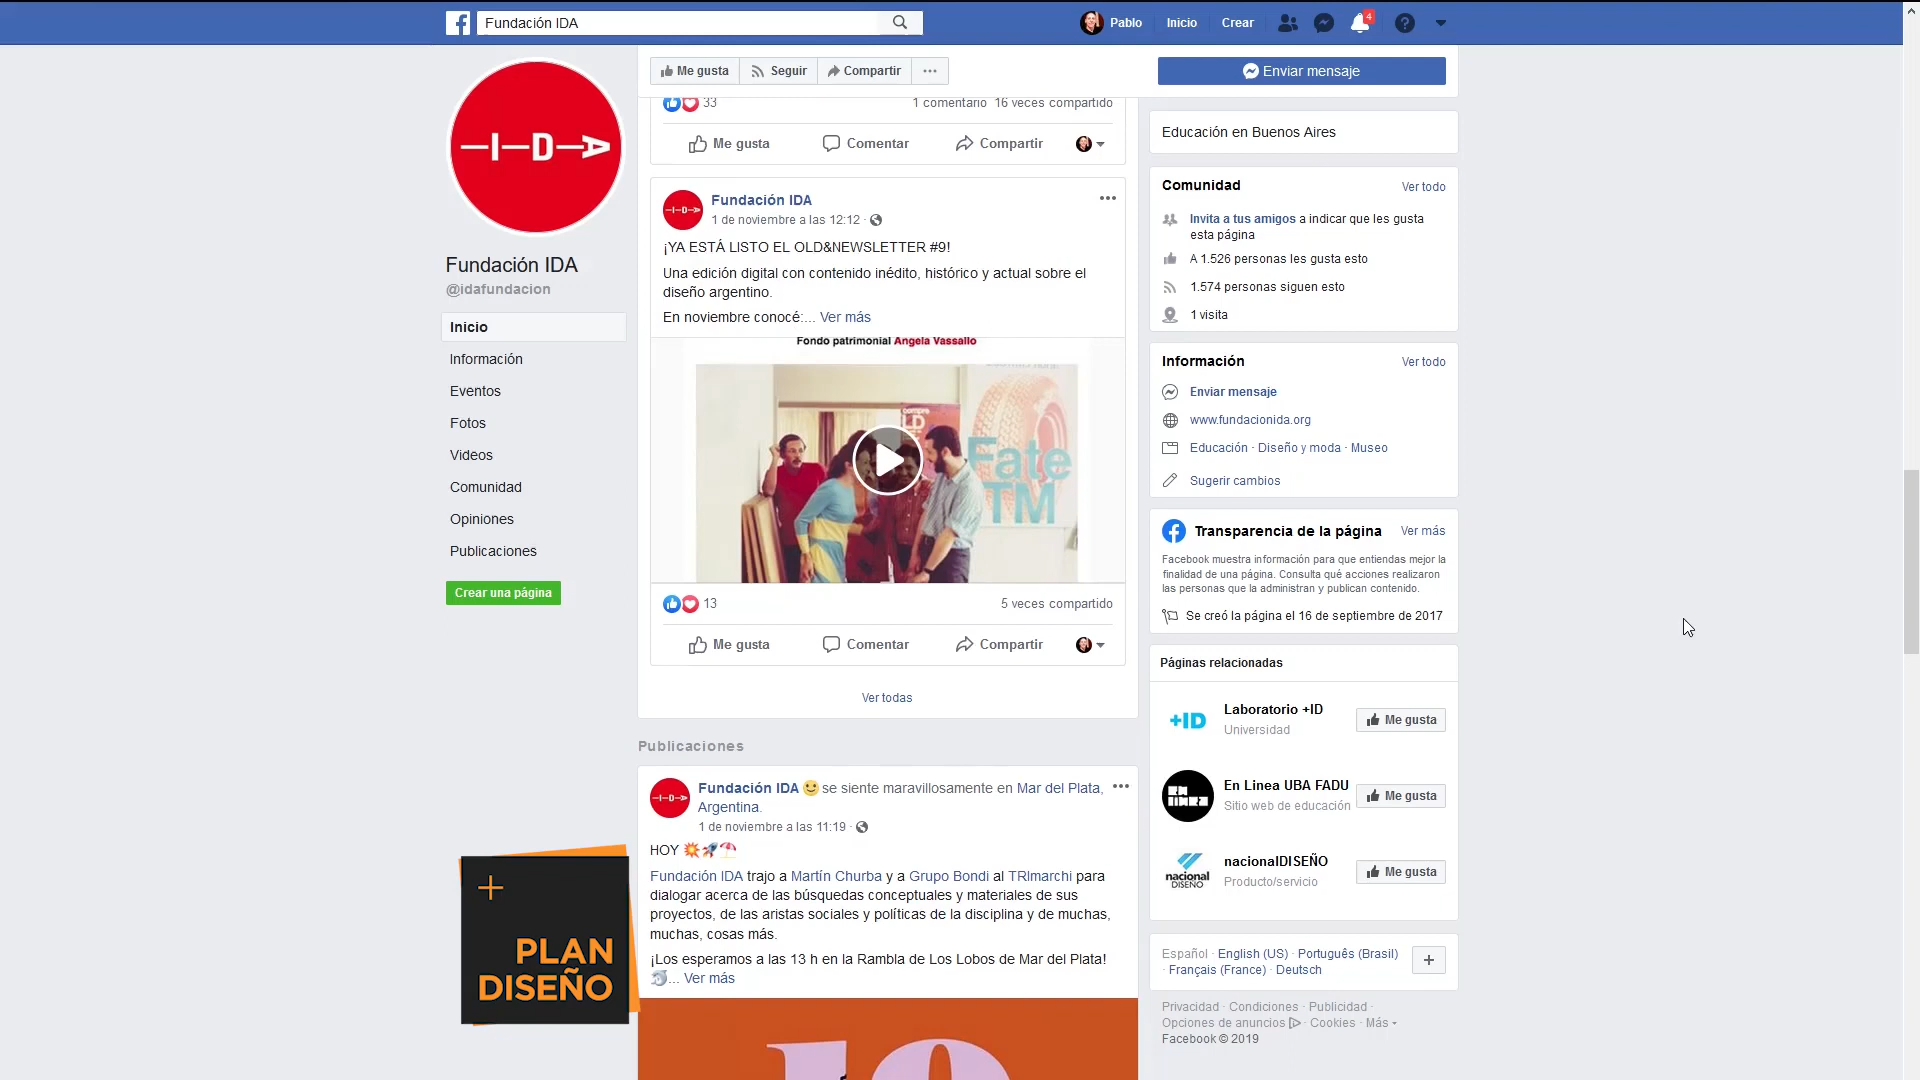 Fundación IDA
Pablo
Inicio
Crear
4
Me gusta
Seguir
Compartir
Enviar mensaje
IDA
Fundación IDA
@idafundacion
Inicio
Información
Eventos
Fotos
Videos
Comunidad
Opiniones
Publicaciones
Crear una página
PLAN
DISEÑO
33
1 comentario 16 veces compartido
Me gusta
Comentar
Compartir
IDA
Fundación IDA
1 de noviembre a las 12:12 ·
¡YA ESTÁ LISTO EL OLD&NEWSLETTER #9!
Una edición digital con contenido inédito, histórico y actual sobre el
diseño argentino.
En noviembre conocé:... Ver más
Fondo patrimonial Angela Vassallo
Fate
TM
13
5 veces compartido
Me gusta
Comentar
Compartir
Ver todas
Publicaciones
IDA
Fundación IDA se siente maravillosamente en Mar del Plata,
Argentina.
1 de noviembre a las 11:19 ·
HOY
Fundación IDA trajo a Martín Churba y a Grupo Bondi al TRImarchi para
dialogar acerca de las búsquedas conceptuales y materiales de sus
proyectos, de las aristas sociales y políticas de la disciplina y de muchas,
muchas, cosas más.
¡Los esperamos a las 13 h en la Rambla de Los Lobos de Mar del Plata!
... Ver más
Educación en Buenos Aires
Comunidad
Ver todo
Invita a tus amigos a indicar que les gusta
esta página
A 1.526 personas les gusta esto
1.574 personas siguen esto
1 visita
Información
Ver todo
Enviar mensaje
www.fundacionida.org
Educación · Diseño y moda · Museo
Sugerir cambios
Transparencia de la página
Ver más
Facebook muestra información para que entiendas mejor la
finalidad de una página. Consulta qué acciones realizaron
las personas que la administran y publican contenido.
Se creó la página el 16 de septiembre de 2017
Páginas relacionadas
+ID
Laboratorio +ID
Universidad
Me gusta
En Linea UBA FADU
Sitio web de educación
Me gusta
nacional
DISEÑO
nacionalDISEÑO
Producto/servicio
Me gusta
Español · English (US) · Português (Brasil)
· Français (France) · Deutsch
Privacidad · Condiciones · Publicidad ·
Opciones de anuncios · Cookies · Más
Facebook © 2019